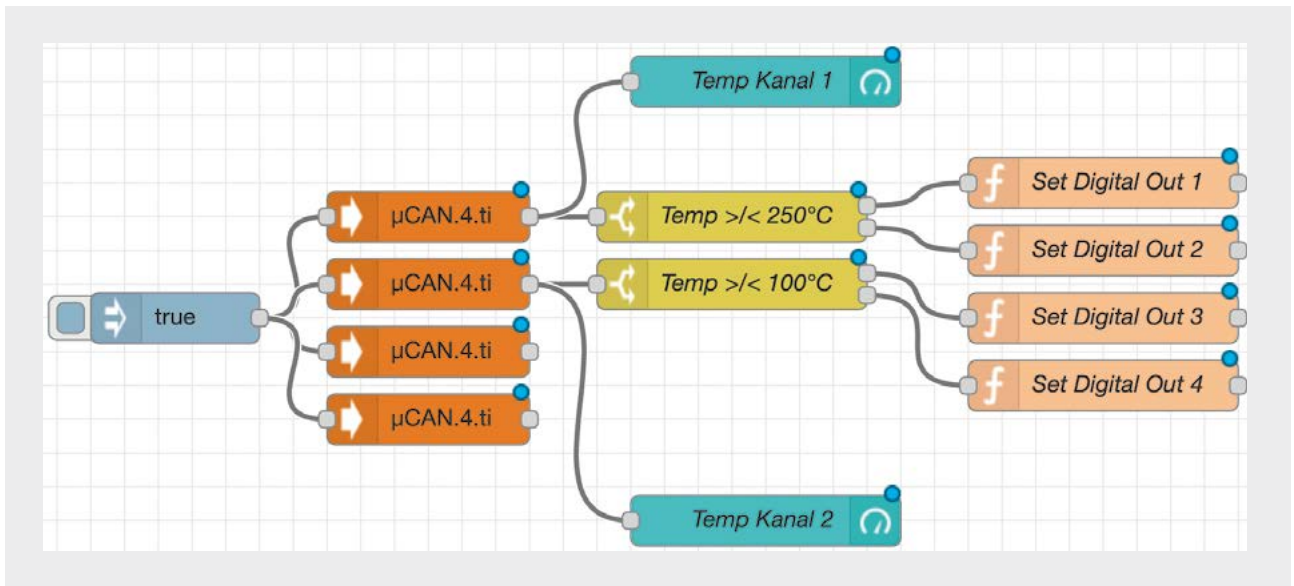 Temp Kanal 1
Set Digital Out 1
µCAN.4.ti
Temp >/< 250°C
Set Digital Out 2
µCAN.4.ti
Temp >/< 100°C
true
Set Digital Out 3
µCAN.4.ti
Set Digital Out 4
µCAN.4.ti
Temp Kanal 2